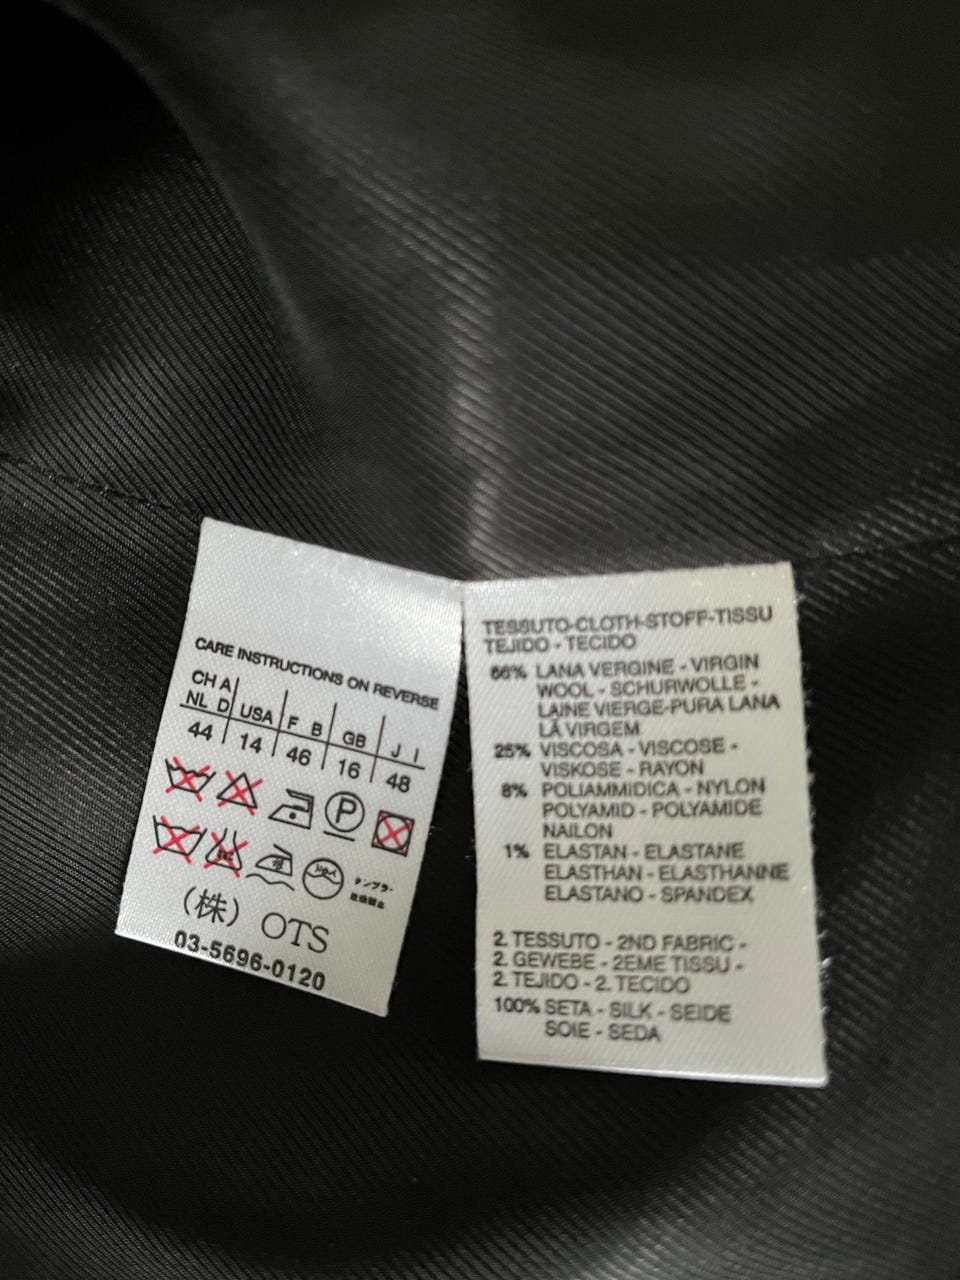 CARE INSTRUCTIONS ON REVERSE
CH A
NL D USA F B GB J I
44 14 46 16 48
P
(株) OTS
03-5696-0120
TESSUTO-CLOTH-STOFF-TISSU
TEJIDO - TECIDO
66% LANA VERGINE - VIRGIN
WOOL - SCHURWOLLE -
LAINE VIERGE-PURA LANA
LÃ VIRGEM
25% VISCOSA - VISCOSE -
VISKOSE - RAYON
8% POLIAMMIDICA - NYLON
POLYAMID - POLYAMIDE
NAILON
1% ELASTAN - ELASTANE
ELASTHAN - ELASTHANNE
ELASTANO - SPANDEX
2. TESSUTO - 2ND FABRIC -
2. GEWEBE - 2EME TISSU -
2. TEJIDO - 2. TECIDO
100% SETA - SILK - SEIDE
SOIE - SEDA